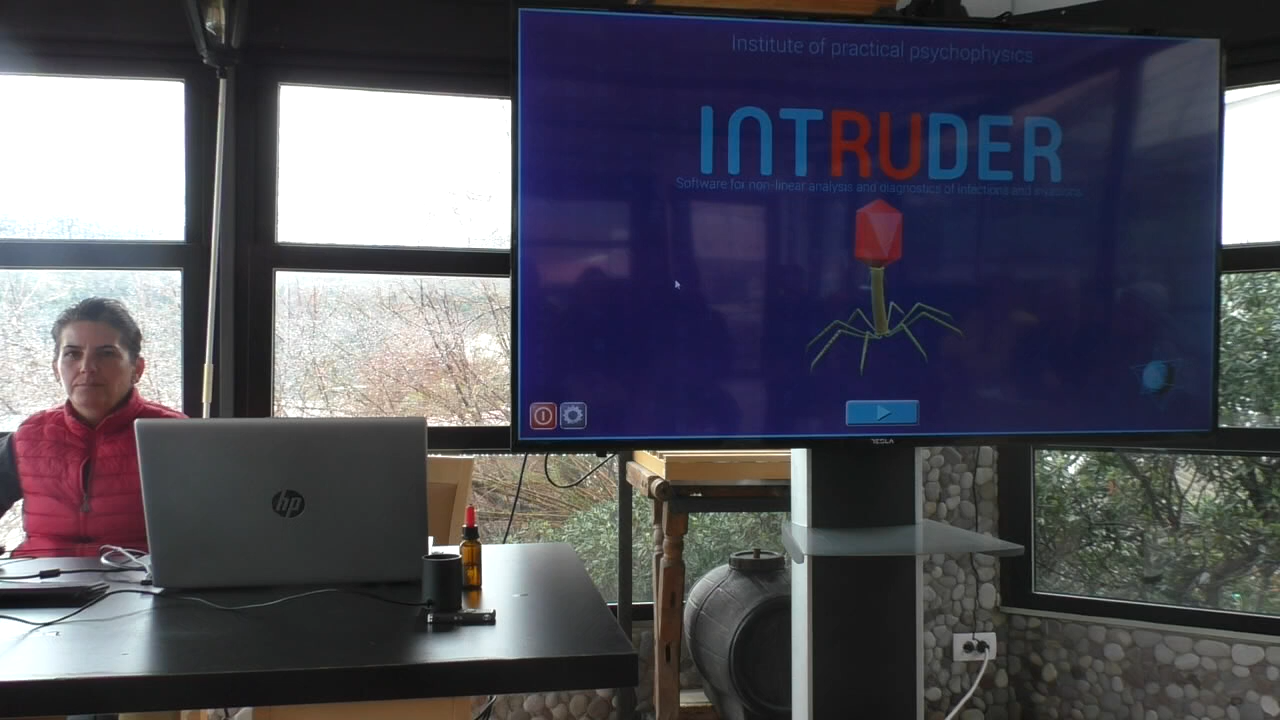 Institute of practical psychophysics
INTRUDER
Software for non-linear analysis and diagnostics of infections and invasions
TESLA
hp